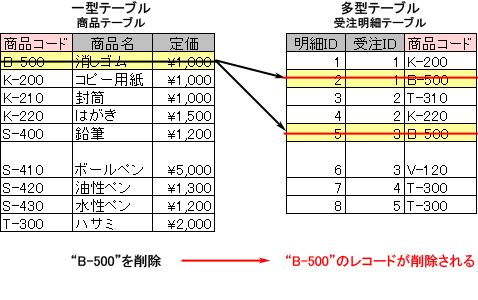 一型テーブル
商品テーブル
商品コード 商品名 定価
B-500 消しゴム ¥1,000
K-200 コピー用紙 ¥1,000
K-210 封筒 ¥1,000
K-220 はがき ¥1,500
S-400 鉛筆 ¥1,200
S-410 ボールペン ¥5,000
S-420 油性ペン ¥1,300
S-430 水性ペン ¥1,200
T-300 ハサミ ¥2,000
多型テーブル
受注明細テーブル
明細ID 受注ID 商品コード
1 1 K-200
2 1 B-500
3 2 T-310
4 2 K-220
5 3 B-500
6 3 V-120
7 4 T-300
8 5 T-300
“B-500”を削除
“B-500”のレコードが削除される